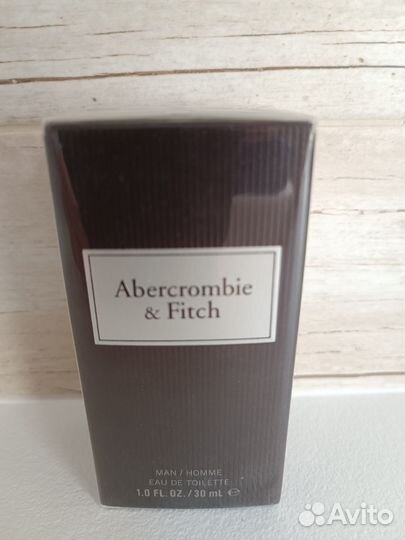 Abercrombie
& Fitch
MAN / HOMME
EAU DE TOILETTE
1.0 FL. OZ. / 30 mL ℮
Avito